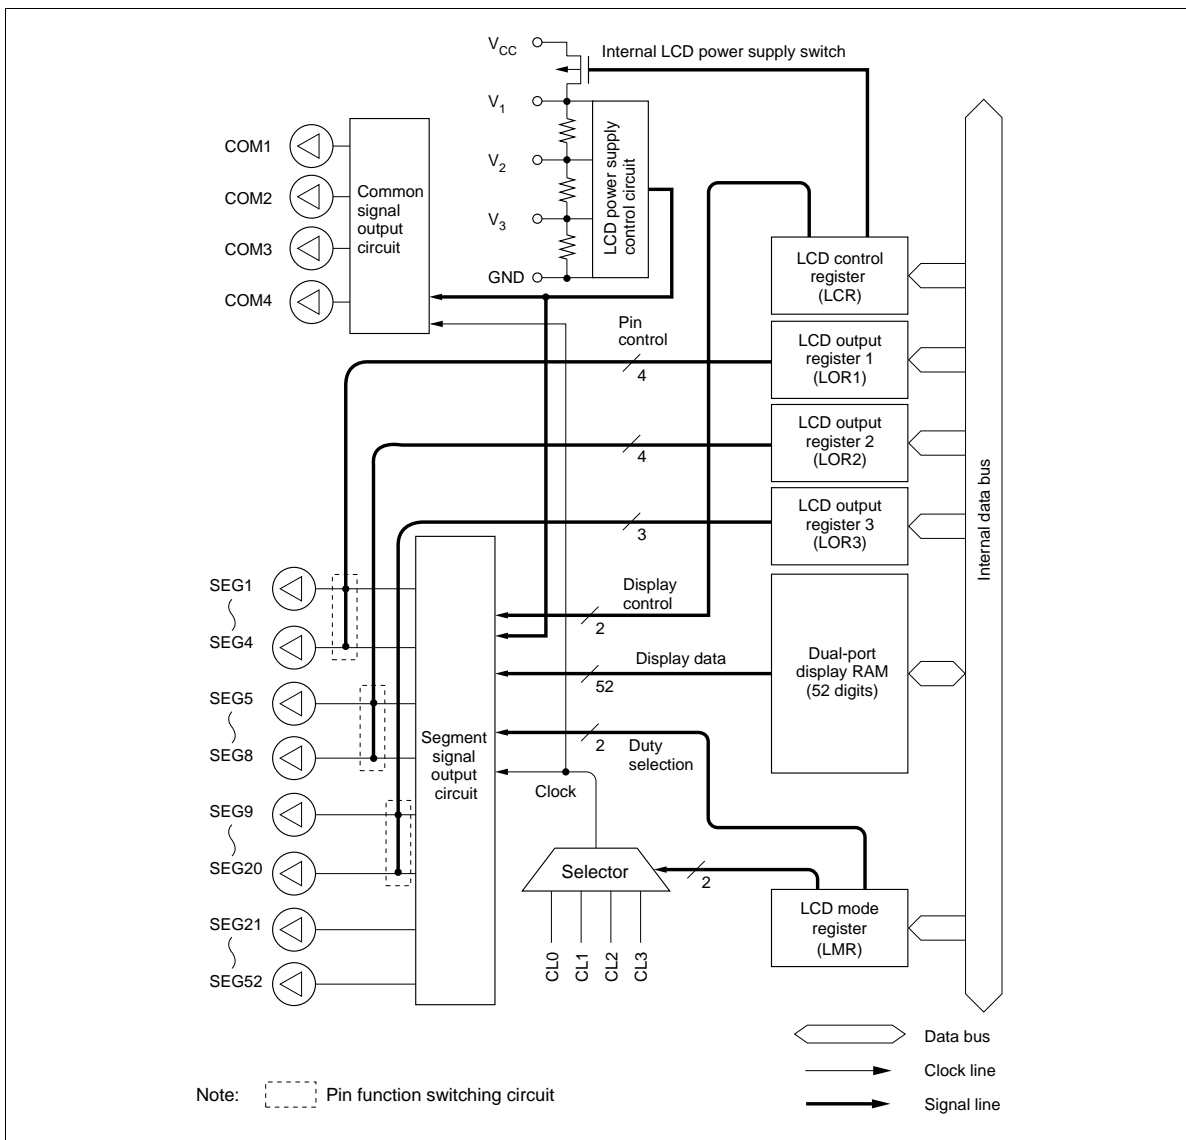 VCC
Internal LCD power supply switch
V1
V2
V3
GND
LCD power supply
control circuit
COM1
COM2
COM3
COM4
Common
signal
output
circuit
LCD control
register
(LCR)
Pin
control
4
LCD output
register 1
(LOR1)
4
LCD output
register 2
(LOR2)
3
LCD output
register 3
(LOR3)
Internal data bus
SEG1
SEG4
SEG5
SEG8
SEG9
SEG20
SEG21
SEG52
Segment
signal
output
circuit
Display
control
2
Display data
52
Dual-port
display RAM
(52 digits)
2
Duty
selection
Clock
Selector
2
CL0
CL1
CL2
CL3
LCD mode
register
(LMR)
Data bus
Clock line
Signal line
Note:
Pin function switching circuit